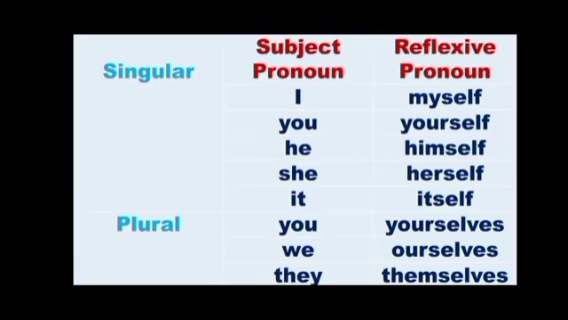 Subject Reflexive
Singular Pronoun Pronoun
I myself
you yourself
he himself
she herself
it itself
Plural you yourselves
we ourselves
they themselves